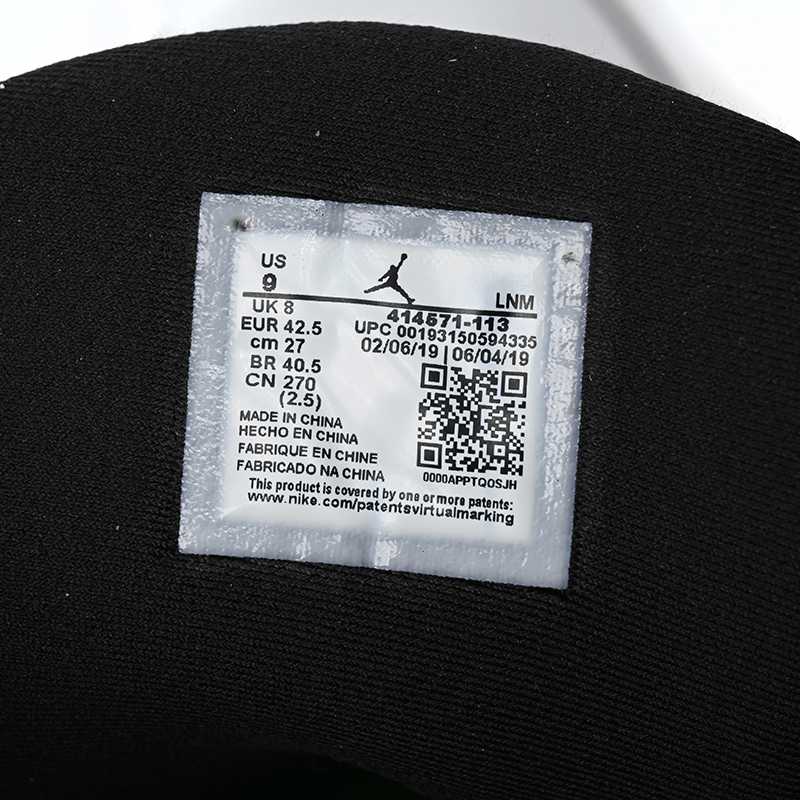 US
9
LNM
UK 8
414571-113
EUR 42.5
UPC 00193150594335
cm 27
02/06/19 | 06/04/19
BR 40.5
CN 270
(2.5)
MADE IN CHINA
HECHO EN CHINA
FABRIQUE EN CHINE
FABRICADO NA CHINA
0000APPTQOSJH
This product is covered by one or more patents:
www.nike.com/patentsvirtualmarking